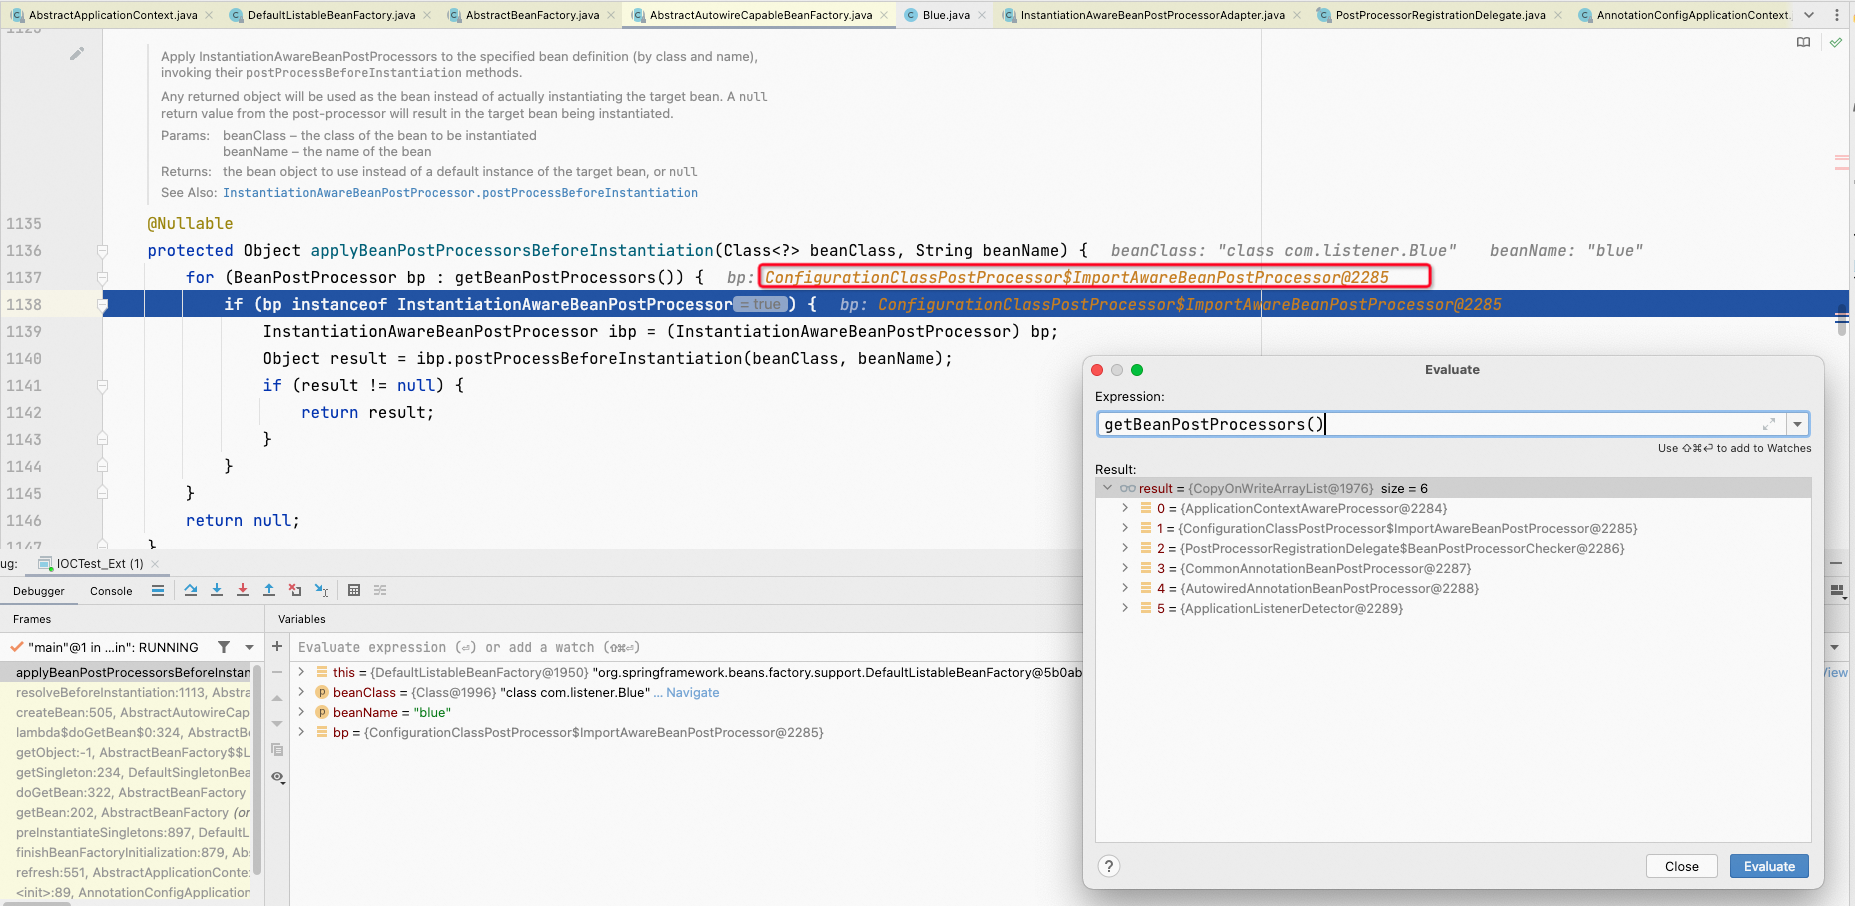 AbstractApplicationContext.java
DefaultListableBeanFactory.java
AbstractBeanFactory.java
AbstractAutowireCapableBeanFactory.java
Blue.java
InstantiationAwareBeanPostProcessorAdapter.java
PostProcessorRegistrationDelegate.java
AnnotationConfigApplicationContext.
Apply InstantiationAwareBeanPostProcessors to the specified bean definition (by class and name),
invoking their postProcessBeforeInstantiation methods.
Any returned object will be used as the bean instead of actually instantiating the target bean. A null
return value from the post-processor will result in the target bean being instantiated.
Params: beanClass – the class of the bean to be instantiated
beanName – the name of the bean
Returns: the bean object to use instead of a default instance of the target bean, or null
See Also: InstantiationAwareBeanPostProcessor.postProcessBeforeInstantiation
1135 @Nullable
1136 protected Object applyBeanPostProcessorsBeforeInstantiation(Class<?> beanClass, String beanName) { beanClass: "class com.listener.Blue" beanName: "blue"
1137 for (BeanPostProcessor bp : getBeanPostProcessors()) { bp: ConfigurationClassPostProcessor$ImportAwareBeanPostProcessor@2285
1138 if (bp instanceof InstantiationAwareBeanPostProcessor = true ) { bp: ConfigurationClassPostProcessor$ImportAwareBeanPostProcessor@2285
1139 InstantiationAwareBeanPostProcessor ibp = (InstantiationAwareBeanPostProcessor) bp;
1140 Object result = ibp.postProcessBeforeInstantiation(beanClass, beanName);
1141 if (result != null) {
1142 return result;
1143 }
1144 }
1145 }
1146 return null;
1147 }
Evaluate
Expression:
getBeanPostProcessors()
Use ⇧⌘⏎ to add to Watches
Result:
result = {CopyOnWriteArrayList@1976} size = 6
0 = {ApplicationContextAwareProcessor@2284}
1 = {ConfigurationClassPostProcessor$ImportAwareBeanPostProcessor@2285}
2 = {PostProcessorRegistrationDelegate$BeanPostProcessorChecker@2286}
3 = {CommonAnnotationBeanPostProcessor@2287}
4 = {AutowiredAnnotationBeanPostProcessor@2288}
5 = {ApplicationListenerDetector@2289}
?
Close
Evaluate
ug: IOCTest_Ext (1)
Debugger
Console
Frames
Variables
"main"@1 in ...in": RUNNING
applyBeanPostProcessorsBeforeInstan
resolveBeforeInstantiation:1113, Abstra
createBean:505, AbstractAutowireCap
lambda$doGetBean$0:324, AbstractBe
getObject:-1, AbstractBeanFactory$$L
getSingleton:234, DefaultSingletonBea
doGetBean:322, AbstractBeanFactory
getBean:202, AbstractBeanFactory (or
preInstantiateSingletons:897, DefaultL
finishBeanFactoryInitialization:879, Ab
refresh:551, AbstractApplicationConte
<init>:89, AnnotationConfigApplication
Evaluate expression (⏎) or add a watch (⇧⌘⏎)
this = {DefaultListableBeanFactory@1950} "org.springframework.beans.factory.support.DefaultListableBeanFactory@5b0ab
beanClass = {Class@1996} "class com.listener.Blue" ... Navigate
beanName = "blue"
bp = {ConfigurationClassPostProcessor$ImportAwareBeanPostProcessor@2285}
View